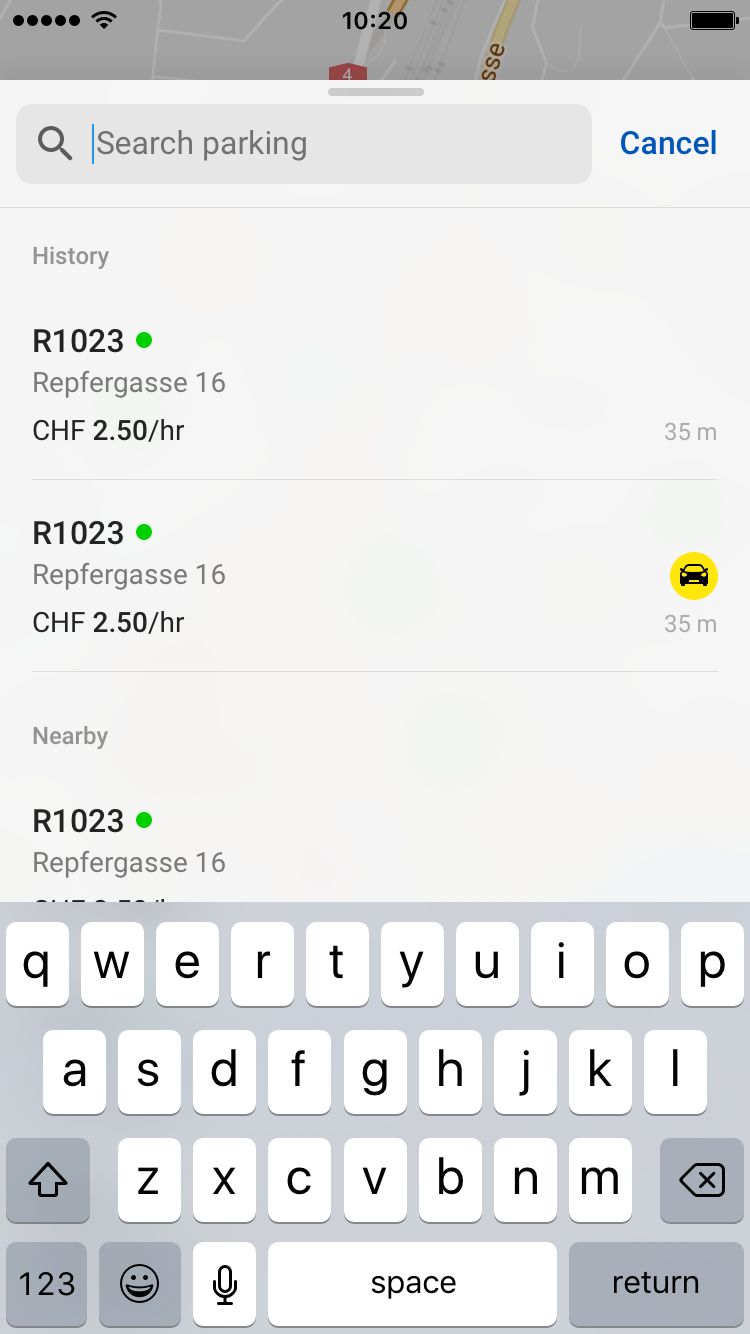 10:20
4
sse
Search parking
Cancel
History
R1023
Repfergasse 16
CHF 2.50/hr
35 m
R1023
Repfergasse 16
CHF 2.50/hr
35 m
Nearby
R1023
Repfergasse 16
q w e r t y u i o p
a s d f g h j k l
z x c v b n m
123
space
return